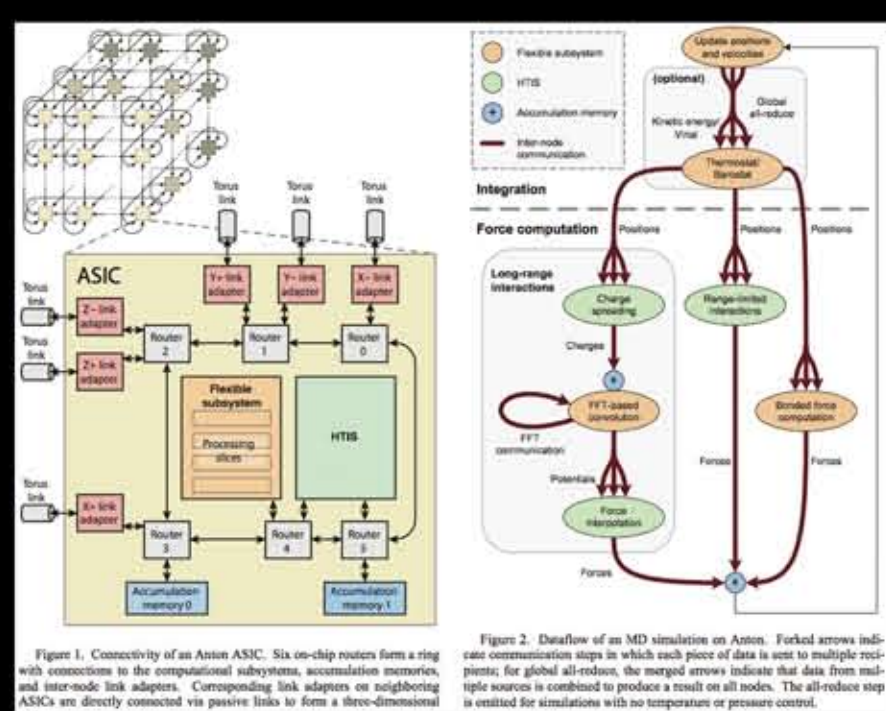 Torus
link
Torus
link
Torus
link
ASIC
Y+ link
adapter
Y- link
adapter
X- link
adapter
Torus
link
Z- link
adapter
Torus
link
Z+ link
adapter
Router
2
Router
1
Router
0
Flexible
subsystem
Processing
slices
HTIS
Torus
link
X+ link
adapter
Router
3
Router
4
Router
5
Accumulation
memory 0
Accumulation
memory 1
Figure 1. Connectivity of an Anton ASIC. Six on-chip routers form a ring
with connections to the computational subsystems, accumulation memories,
and inter-node link adapters. Corresponding link adapters on neighboring
ASICs are directly connected via passive links to form a three-dimensional
Flexible subsystem
HTIS
Accumulation memory
Inter-node
communication
Update positions
and velocities
(optional)
Kinetic energy/
Virial
Global
all-reduce
Thermostat/
Barostat
Integration
Force computation
Positions
Positions
Positions
Long-range
interactions
Charge
spreading
Range-limited
interactions
Charges
FFT-based
convolution
FFT
communication
Bonded force
computation
Potentials
Forces
Forces
Force
interpolation
Forces
Figure 2. Dataflow of an MD simulation on Anton. Forked arrows indi-
cate communication steps in which each piece of data is sent to multiple reci-
pients; for global all-reduce, the merged arrows indicate that data from mul-
tiple sources is combined to produce a result on all nodes. The all-reduce step
is omitted for simulations with no temperature or pressure control.